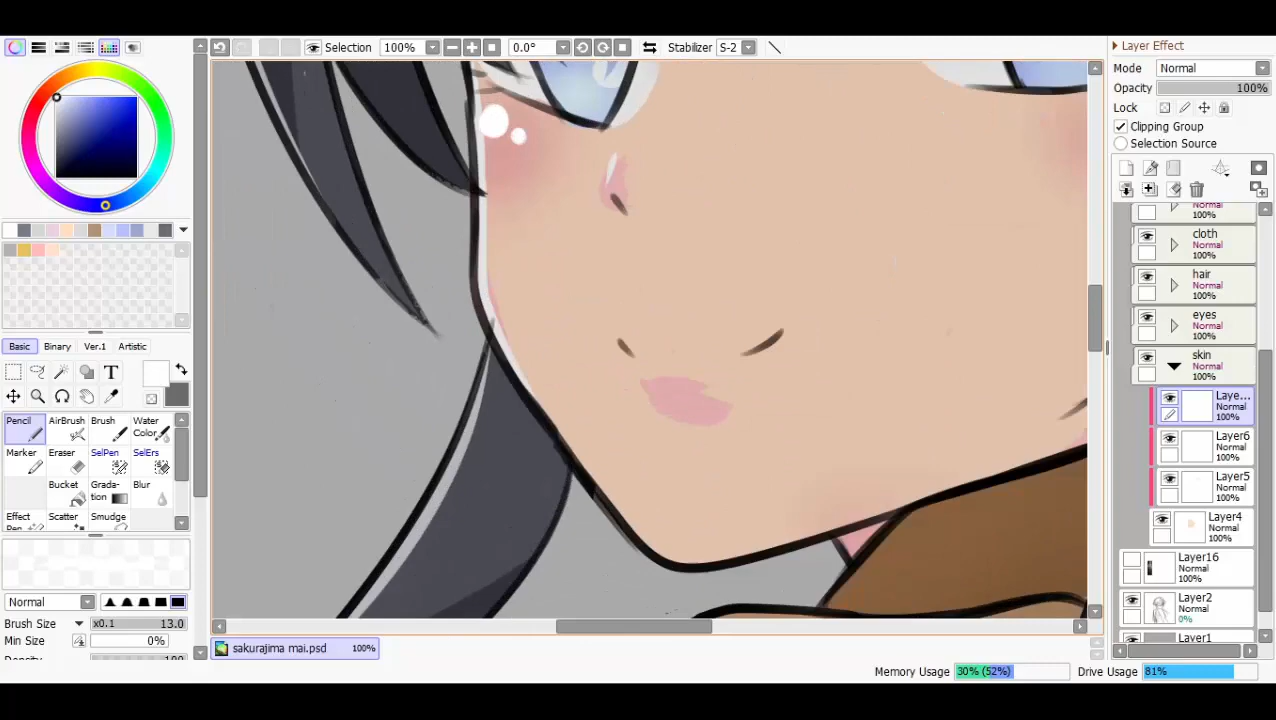 Selection 100% 0.0° Stabilizer S-2
Layer Effect
Mode Normal
Opacity 100%
Lock
Clipping Group
Selection Source
Normal
100%
cloth
Normal
100%
hair
Normal
100%
eyes
Normal
100%
skin
Normal
100%
Laye...
Normal
100%
Layer6
Normal
100%
Layer5
Normal
100%
Layer4
Normal
100%
Layer16
Normal
100%
Layer2
Normal
0%
Layer1
Basic Binary Ver.1 Artistic
T
Pencil AirBrush Brush Water Color
Marker Eraser SelPen SelErs
Bucket Grada-tion Blur
Effect Pen Scatter Smudge
Normal
Brush Size x0.1 13.0
Min Size 0%
Density 100
sakurajima mai.psd 100%
Memory Usage 30% (52%) Drive Usage 81%